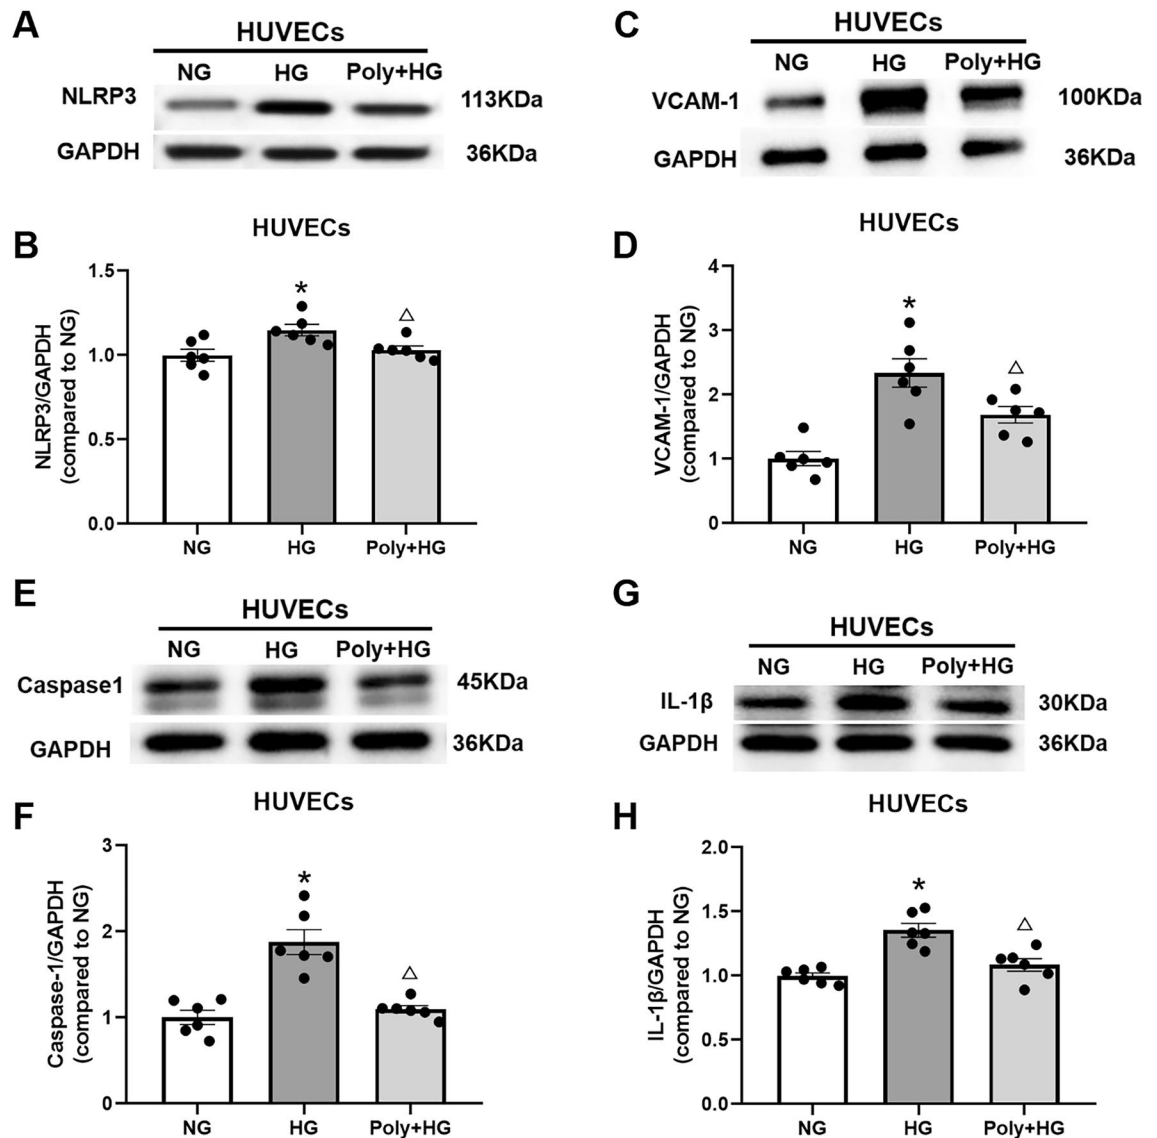 A
HUVECs
NG HG Poly+HG
NLRP3 113KDa
GAPDH 36KDa
B
HUVECs
NLRP3/GAPDH
(compared to NG)
1.5
*
△
1.0
0.5
0.0
NG HG Poly+HG
C
HUVECs
NG HG Poly+HG
VCAM-1 100KDa
GAPDH 36KDa
D
HUVECs
VCAM-1/GAPDH
(compared to NG)
4
*
3
△
2
1
0
NG HG Poly+HG
E
HUVECs
NG HG Poly+HG
Caspase1 45KDa
GAPDH 36KDa
F
HUVECs
Caspase-1/GAPDH
(compared to NG)
3
*
2
△
1
0
NG HG Poly+HG
G
HUVECs
NG HG Poly+HG
IL-1β 30KDa
GAPDH 36KDa
H
HUVECs
IL-1β/GAPDH
(compared to NG)
2.0
*
1.5
△
1.0
0.5
0.0
NG HG Poly+HG